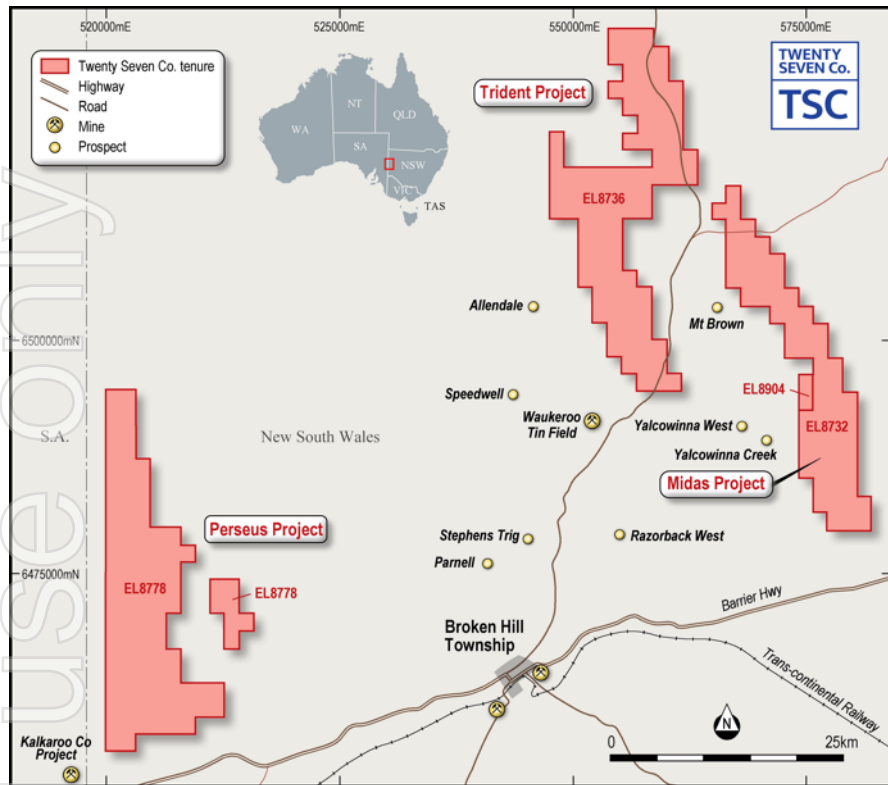 520000mE
525000mE
550000mE
575000mE
Twenty Seven Co. tenure
Highway
Road
Mine
Prospect
WA
NT
QLD
SA
NSW
VIC
TAS
Trident Project
TWENTY
SEVEN Co.
TSC
EL8736
Allendale
Mt Brown
6500000mN
EL8904
Speedwell
Waukeroo
Tin Field
Yalcowinna West
EL8732
Yalcowinna Creek
S.A.
New South Wales
Midas Project
Perseus Project
Stephens Trig
Razorback West
Parnell
6475000mN
EL8778
EL8778
Barrier Hwy
Broken Hill
Township
Trans-continental Railway
Kalkaroo Co
Project
N
0
25km
use only